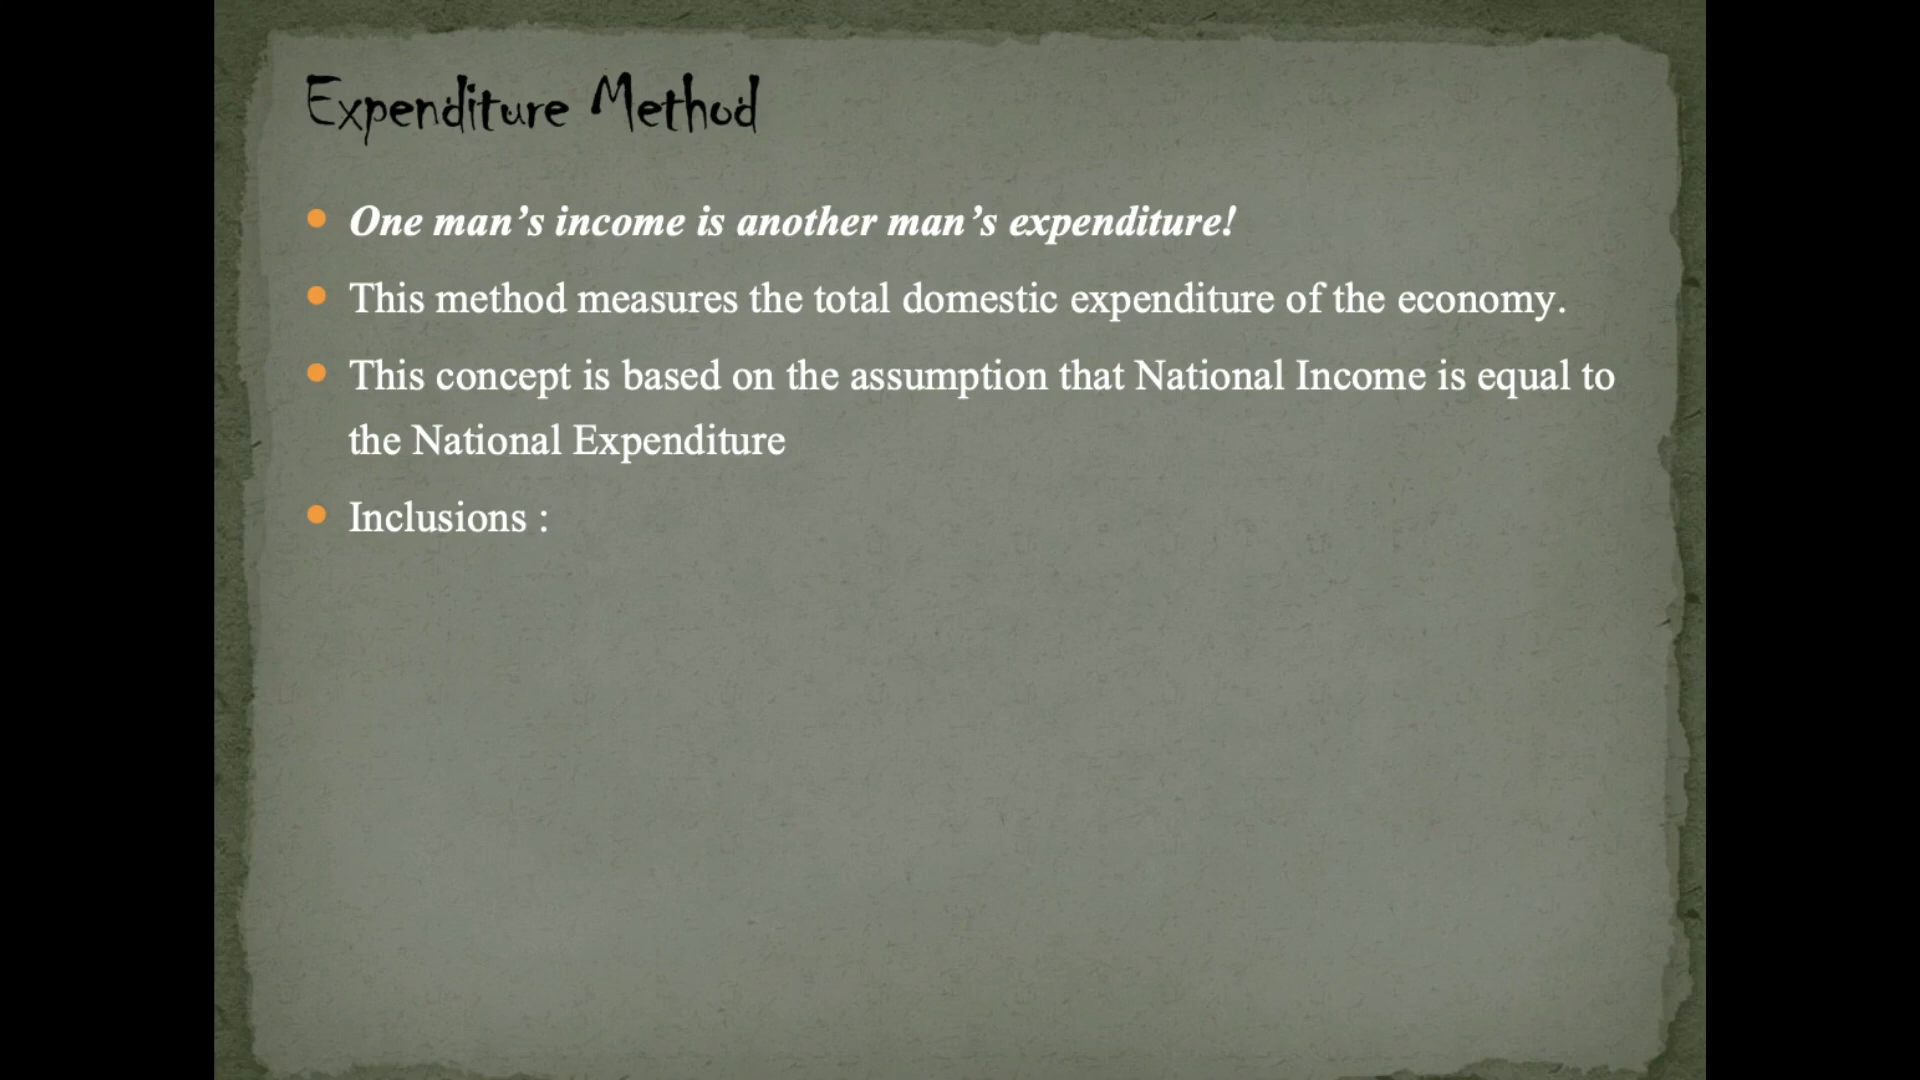 Expenditure Method
One man’s income is another man’s expenditure!
This method measures the total domestic expenditure of the economy.
This concept is based on the assumption that National Income is equal to
the National Expenditure
Inclusions :